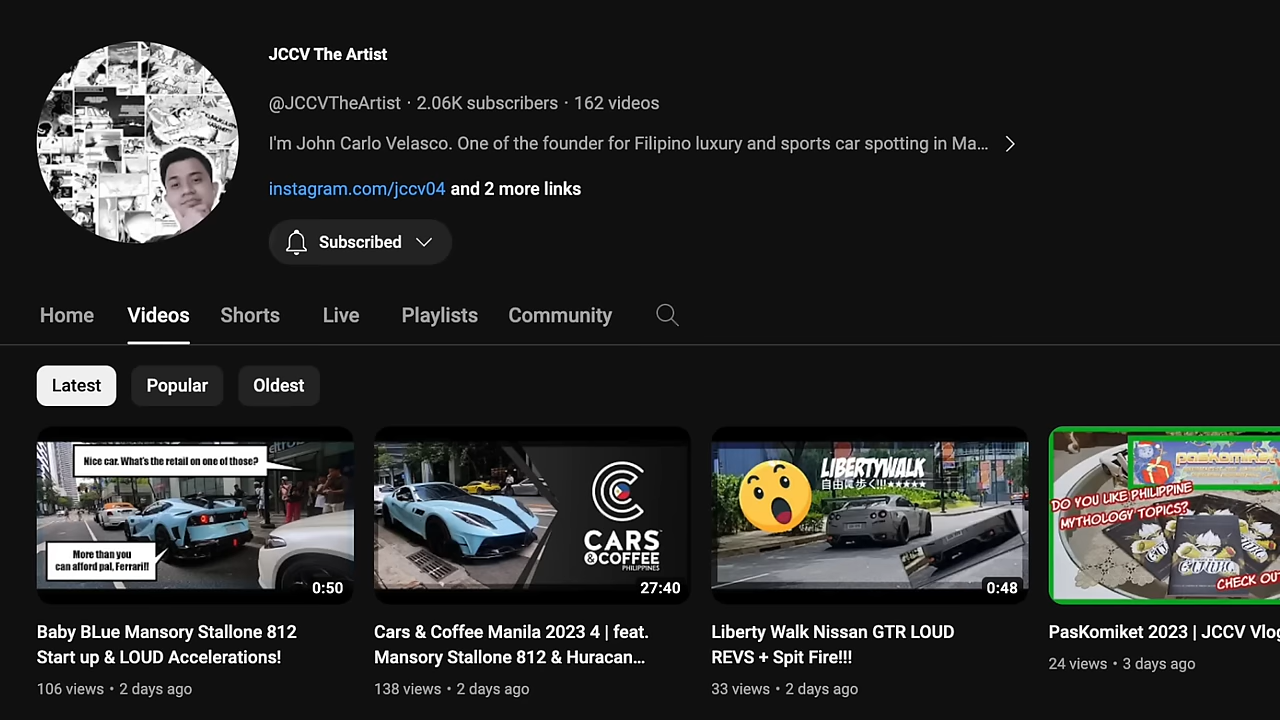 JCCV The Artist
@JCCVTheArtist · 2.06K subscribers · 162 videos
I'm John Carlo Velasco. One of the founder for Filipino luxury and sports car spotting in Ma...
instagram.com/jccv04 and 2 more links
Subscribed
Home Videos Shorts Live Playlists Community
Latest Popular Oldest
Nice car. What's the retail on one of those?
More than you
can afford pal, Ferrari!!
0:50
CARS
& COFFEE
PHILIPPINES
27:40
LIBERTYWALK
自由に歩く!!!★★★★★
0:48
paskomiket
DO YOU LIKE PHILIPPINE
MYTHOLOGY TOPICS?
CHECK OU
Baby BLue Mansory Stallone 812
Start up & LOUD Accelerations!
106 views • 2 days ago
Cars & Coffee Manila 2023 4 | feat.
Mansory Stallone 812 & Huracan...
138 views • 2 days ago
Liberty Walk Nissan GTR LOUD
REVS + Spit Fire!!!
33 views • 2 days ago
PasKomiket 2023 | JCCV Vlog
24 views • 3 days ago